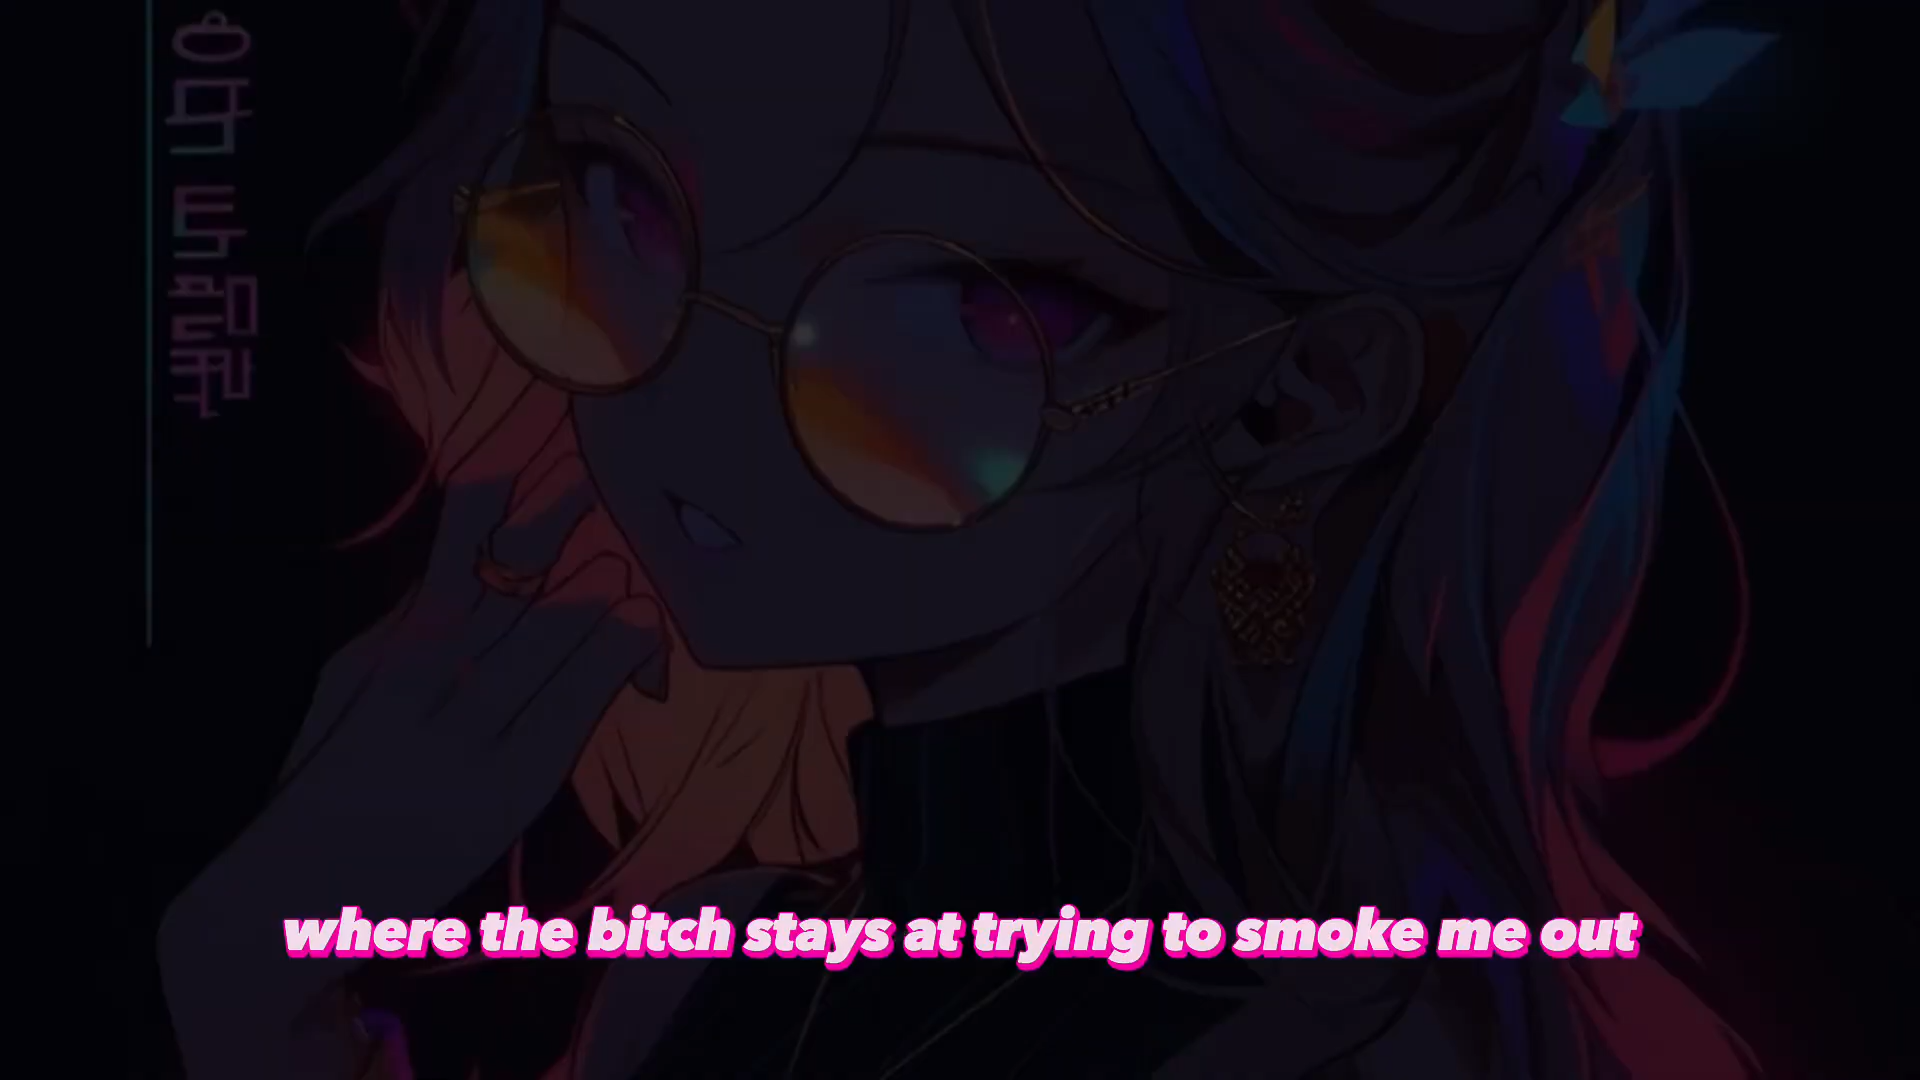 where the bitch stays at trying to smoke me out